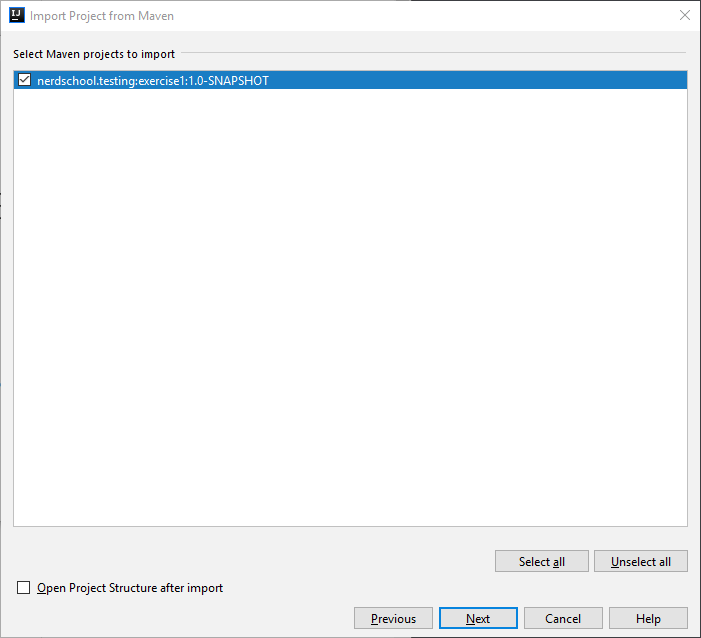 IJ Import Project from Maven
Select Maven projects to import
nerdschool.testing:exercise1:1.0-SNAPSHOT
Select all Unselect all
Open Project Structure after import
Previous Next Cancel Help